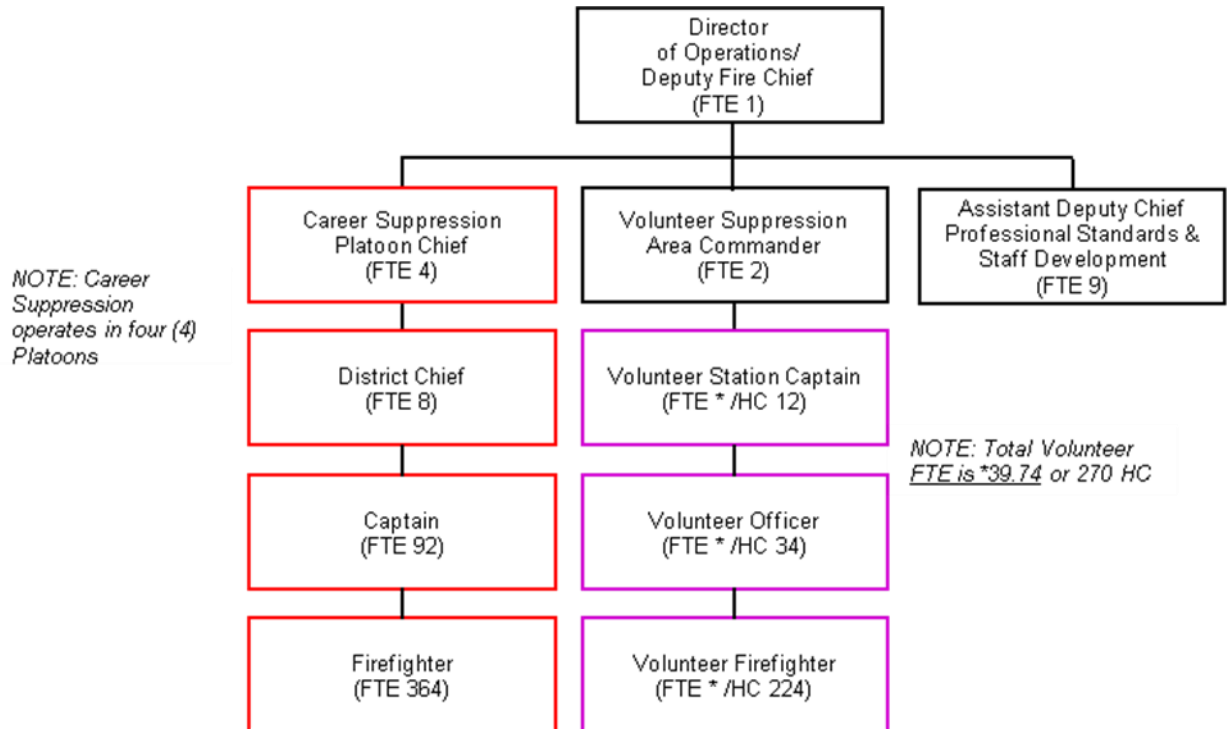 Director
of Operations/
Deputy Fire Chief
(FTE 1)
Career Suppression
Platoon Chief
(FTE 4)
Volunteer Suppression
Area Commander
(FTE 2)
Assistant Deputy Chief
Professional Standards &
Staff Development
(FTE 9)
NOTE: Career
Suppression
operates in four (4)
Platoons
District Chief
(FTE 8)
Volunteer Station Captain
(FTE * /HC 12)
NOTE: Total Volunteer
FTE is *39.74 or 270 HC
Captain
(FTE 92)
Volunteer Officer
(FTE * /HC 34)
Firefighter
(FTE 364)
Volunteer Firefighter
(FTE * /HC 224)